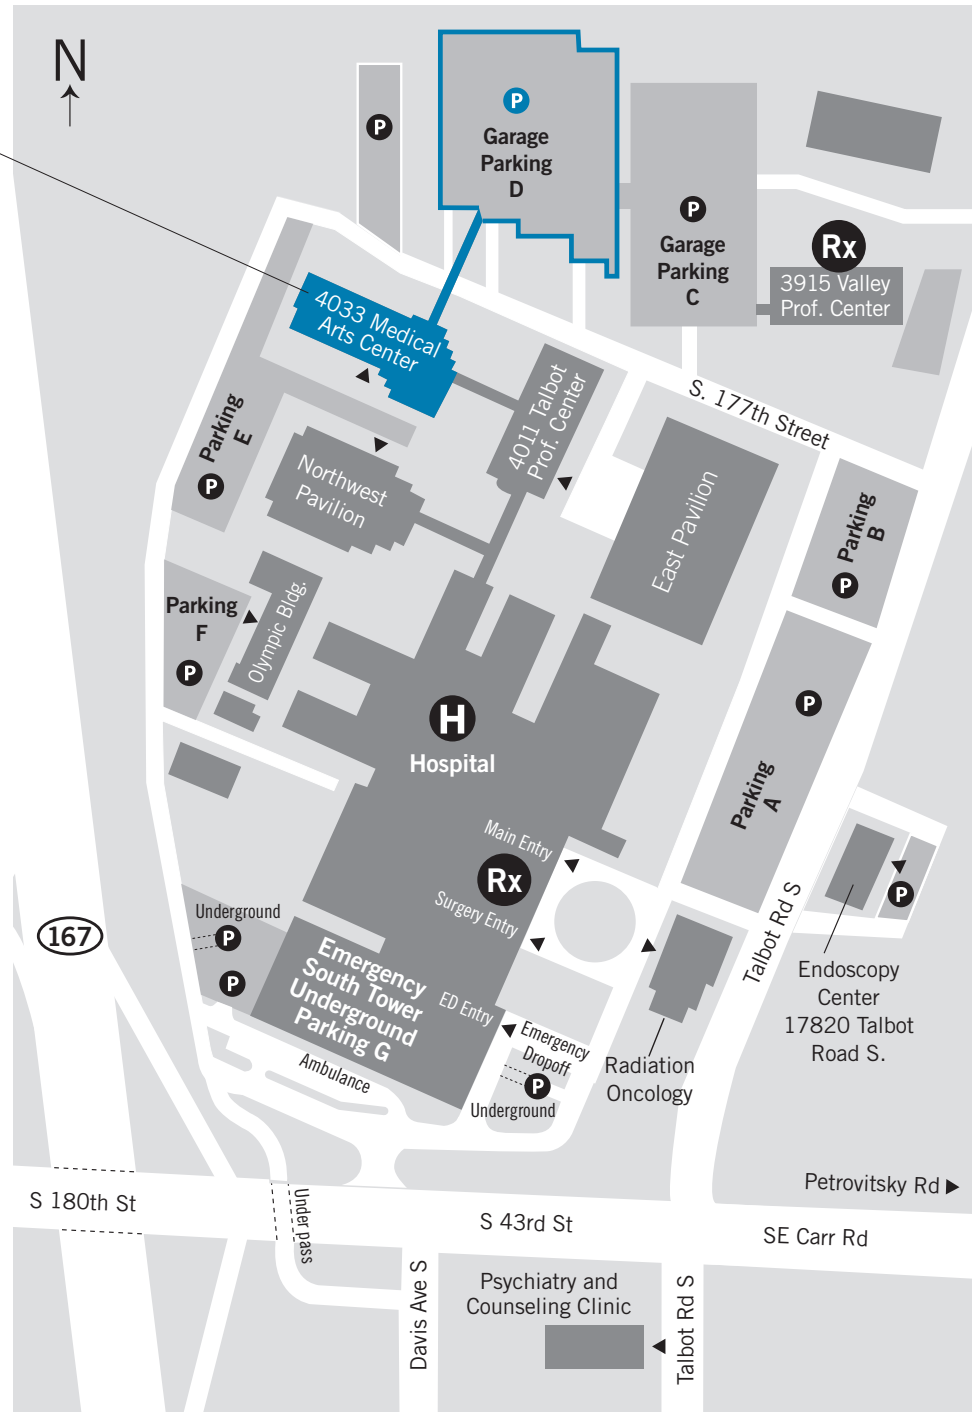 N
P
P
Garage
Parking
D
P
Garage
Parking
C
Rx
3915 Valley
Prof. Center
4033 Medical
Arts Center
S. 177th Street
4011 Talbot
Prof. Center
Parking
E
P
Northwest
Pavilion
East Pavilion
Parking
B
P
Parking
F
P
Olympic Bldg.
H
Hospital
P
Parking
A
Main Entry
Rx
Surgery Entry
P
Talbot Rd S
167
Underground
P
P
Emergency
South Tower
Underground
Parking G
ED Entry
Emergency
Dropoff
P
Underground
Ambulance
Radiation
Oncology
Endoscopy
Center
17820 Talbot
Road S.
Petrovitsky Rd
S 180th St
Under pass
S 43rd St
SE Carr Rd
Davis Ave S
Psychiatry and
Counseling Clinic
Talbot Rd S